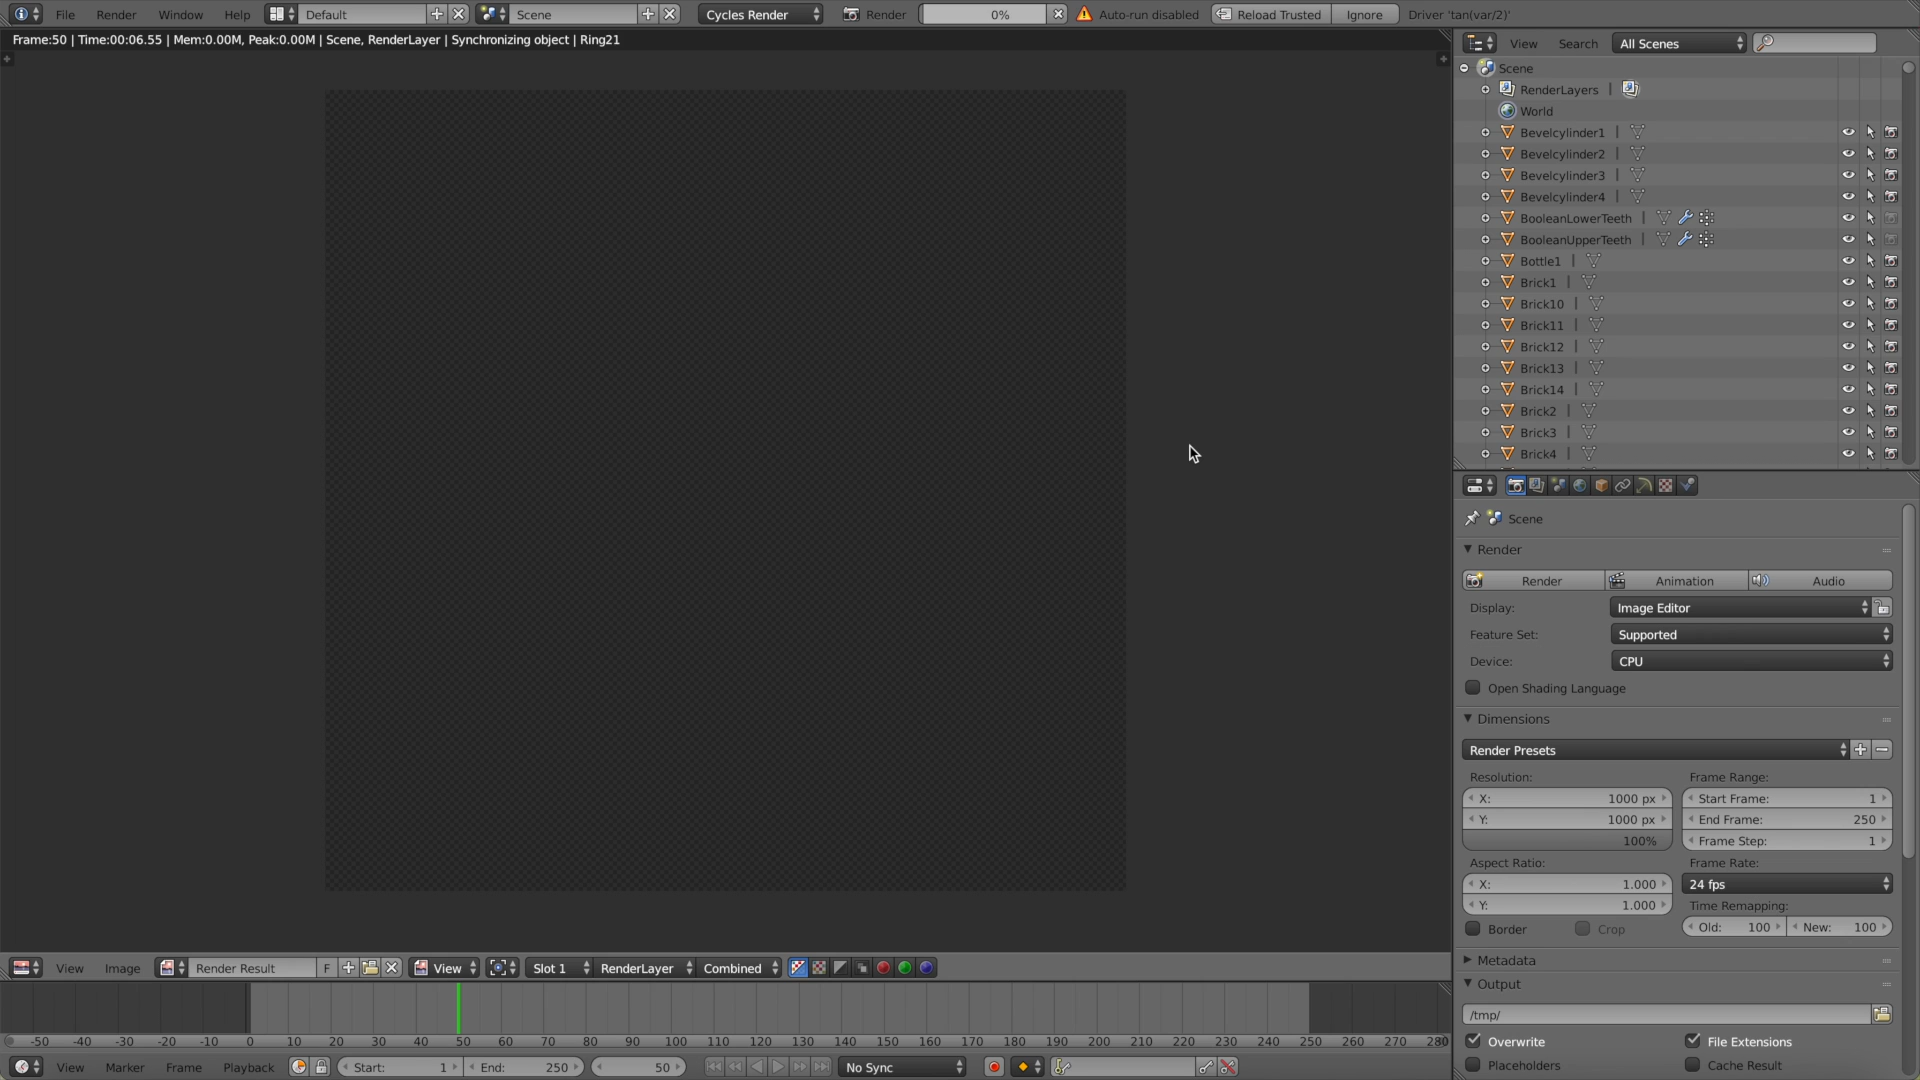 File Render Window Help Default Scene Cycles Render Render 0% Auto-run disabled Reload Trusted Ignore Driver 'tan(var/2)'
Frame:50 | Time:00:06.55 | Mem:0.00M, Peak:0.00M | Scene, RenderLayer | Synchronizing object | Ring21
View Search All Scenes
Scene
RenderLayers |
World
Bevelcylinder1 |
Bevelcylinder2 |
Bevelcylinder3 |
Bevelcylinder4 |
BooleanLowerTeeth |
BooleanUpperTeeth |
Bottle1 |
Brick1 |
Brick10 |
Brick11 |
Brick12 |
Brick13 |
Brick14 |
Brick2 |
Brick3 |
Brick4 |
Scene
Render
Render Animation Audio
Display: Image Editor
Feature Set: Supported
Device: CPU
Open Shading Language
Dimensions
Render Presets
Resolution: Frame Range:
X: 1000 px Start Frame: 1
Y: 1000 px End Frame: 250
100% Frame Step: 1
Aspect Ratio: Frame Rate:
X: 1.000 24 fps
Y: 1.000 Time Remapping:
Border Crop Old: 100 New: 100
Metadata
Output
/tmp/
Overwrite File Extensions
Placeholders Cache Result
View Image Render Result F View Slot 1 RenderLayer Combined
-50 -40 -30 -20 -10 0 10 20 30 40 50 60 70 80 90 100 110 120 130 140 150 160 170 180 190 200 210 220 230 240 250 260 270 280
View Marker Frame Playback Start: 1 End: 250 50 No Sync